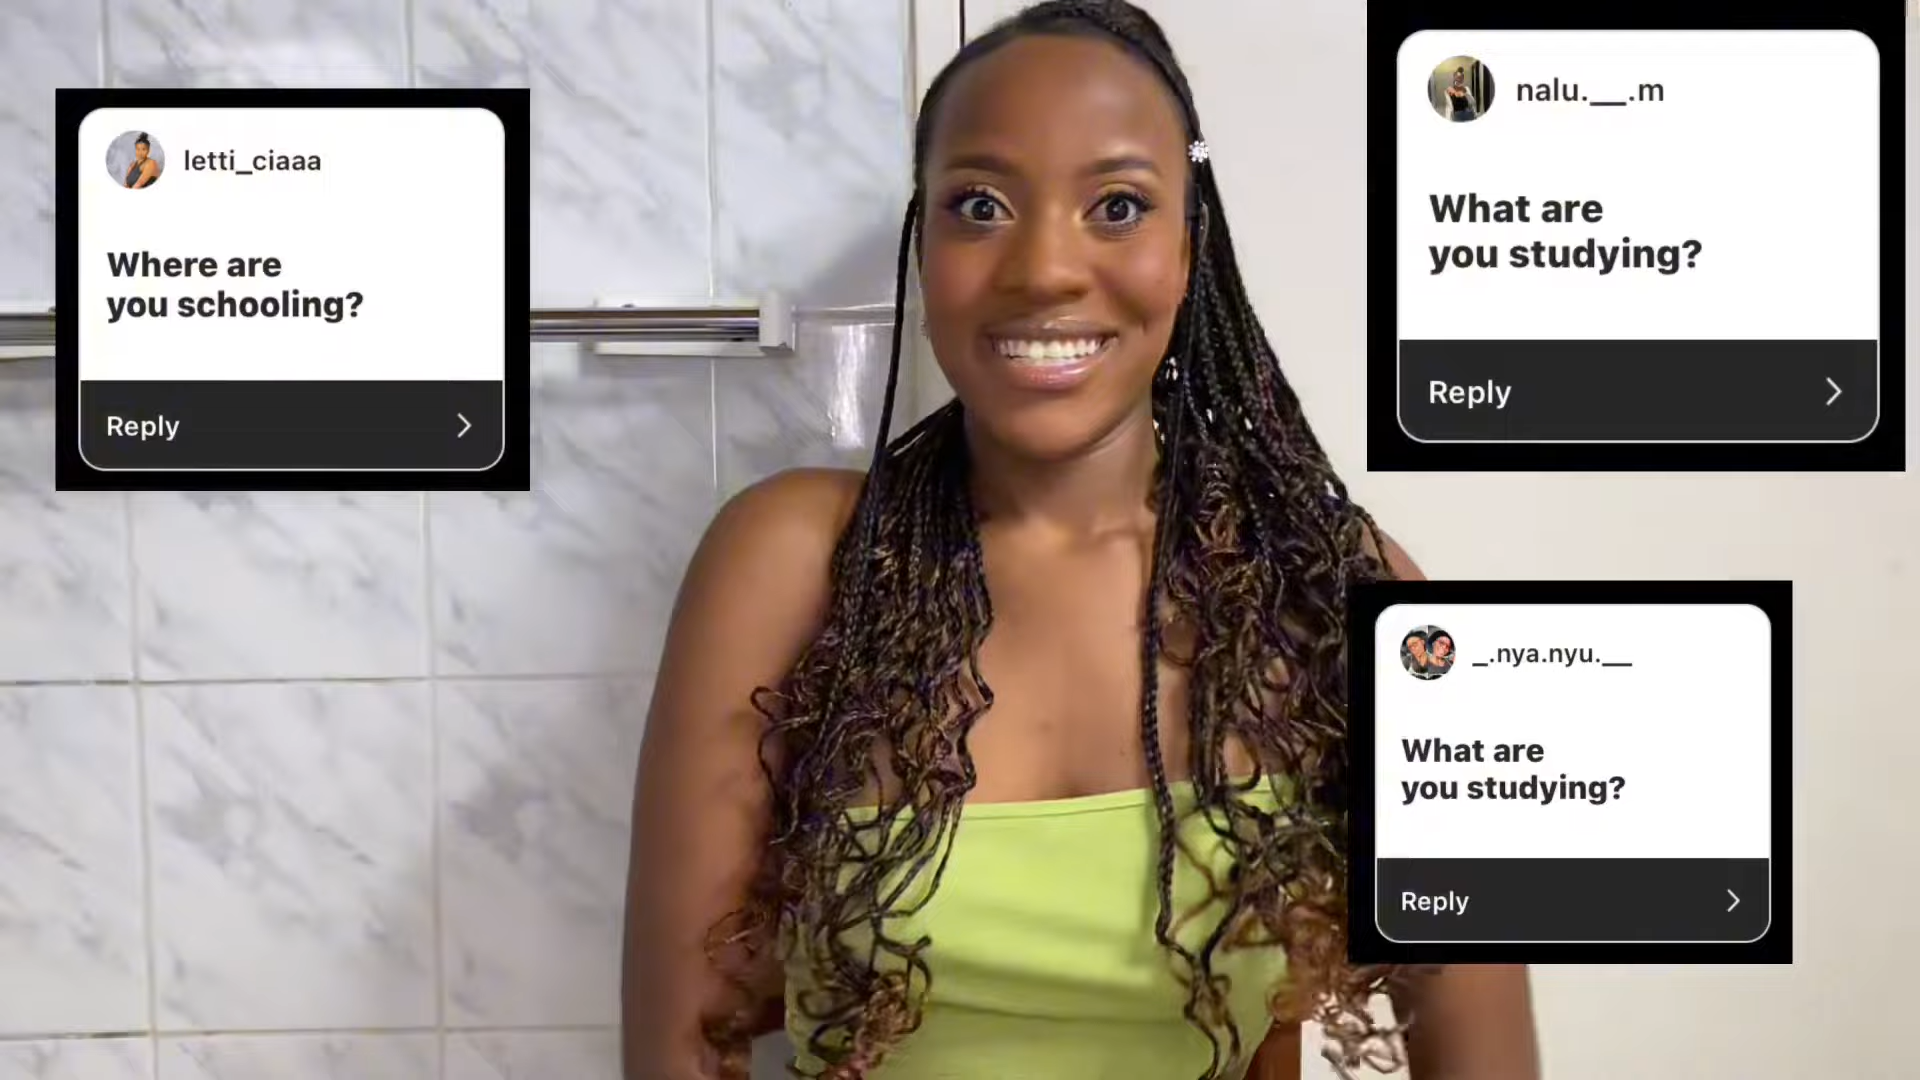 letti_ciaaa
Where are
you schooling?
Reply
nalu.__.m
What are
you studying?
Reply
_.nya.nyu.__
What are
you studying?
Reply